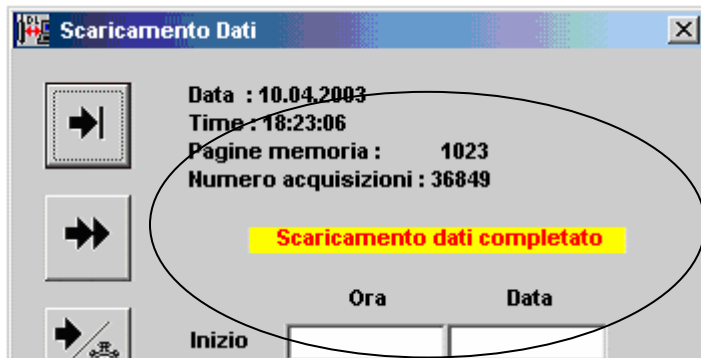 Scaricamento Dati
Data : 10.04.2003
Time : 18:23:06
Pagine memoria : 1023
Numero acquisizioni : 36849
Scaricamento dati completato
Ora Data
Inizio